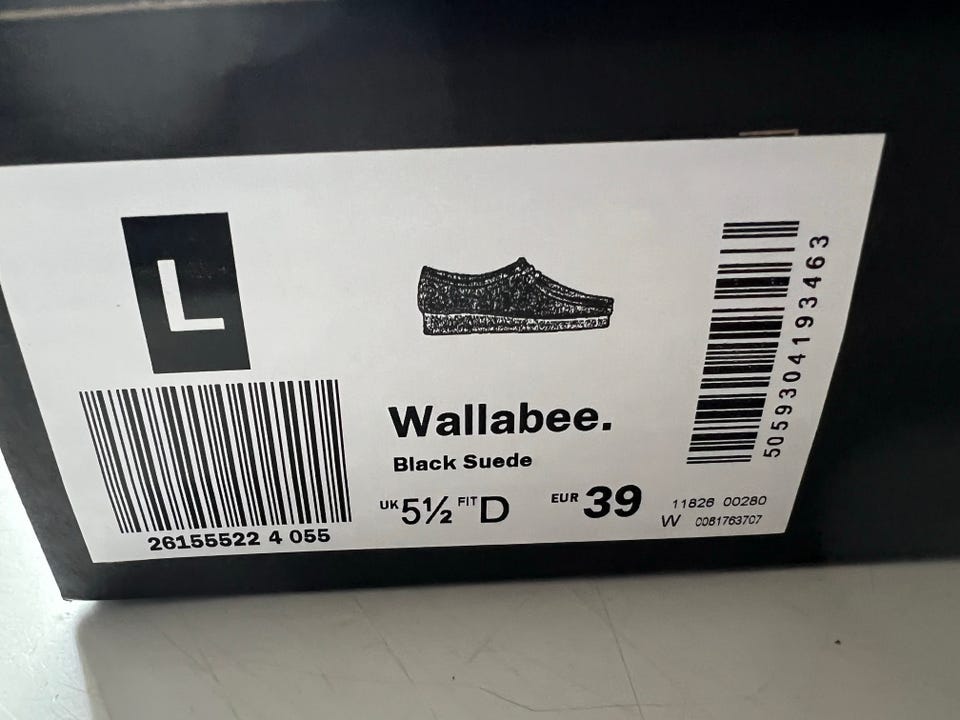 L
26155522 4 055
Wallabee.
Black Suede
UK 5½ FIT D EUR 39
5059304193463
11826 00280
W 0081763707